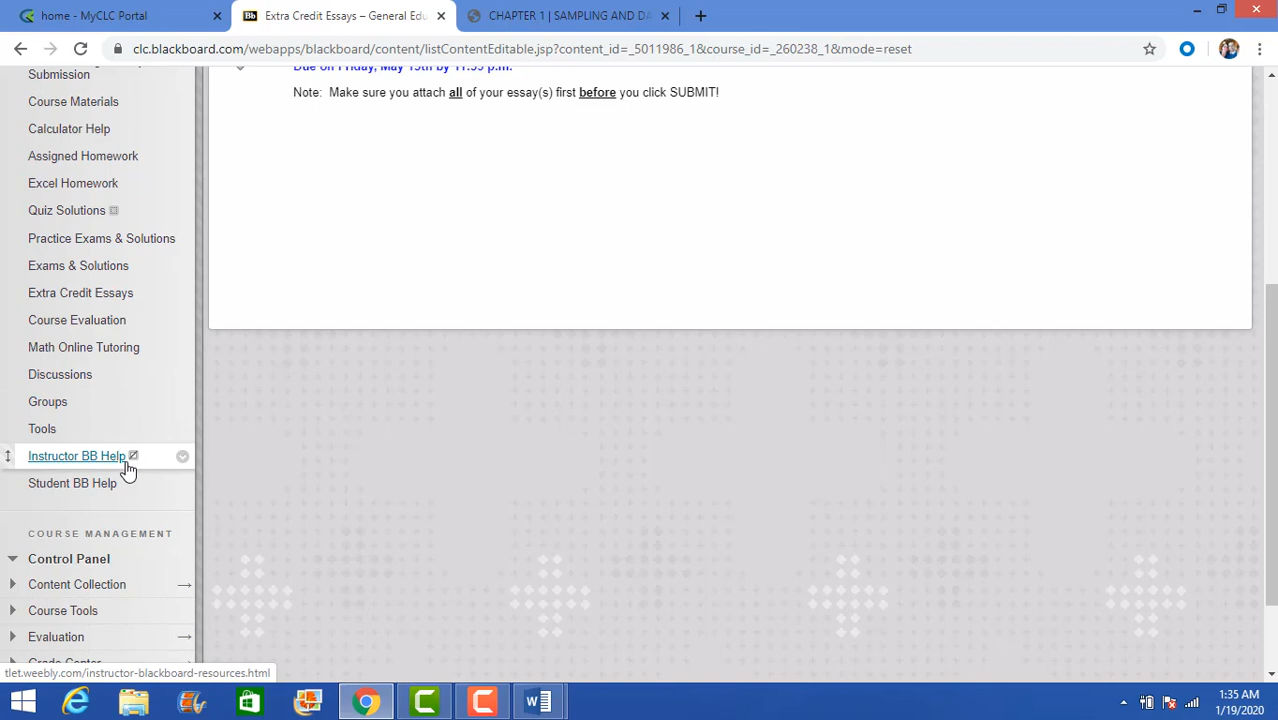 home - MyCLC Portal
Extra Credit Essays – General Edu
CHAPTER 1 | SAMPLING AND DA
clc.blackboard.com/webapps/blackboard/content/listContentEditable.jsp?content_id=_5011986_1&course_id=_260238_1&mode=reset
Submission
Course Materials
Calculator Help
Assigned Homework
Excel Homework
Quiz Solutions
Practice Exams & Solutions
Exams & Solutions
Extra Credit Essays
Course Evaluation
Math Online Tutoring
Discussions
Groups
Tools
Instructor BB Help
Student BB Help
COURSE MANAGEMENT
Control Panel
Content Collection
Course Tools
Evaluation
Grade Center
tlet.weebly.com/instructor-blackboard-resources.html
Due on Friday, May 15th by 11:59 p.m.
Note: Make sure you attach all of your essay(s) first before you click SUBMIT!
Bb
1:35 AM
1/19/2020